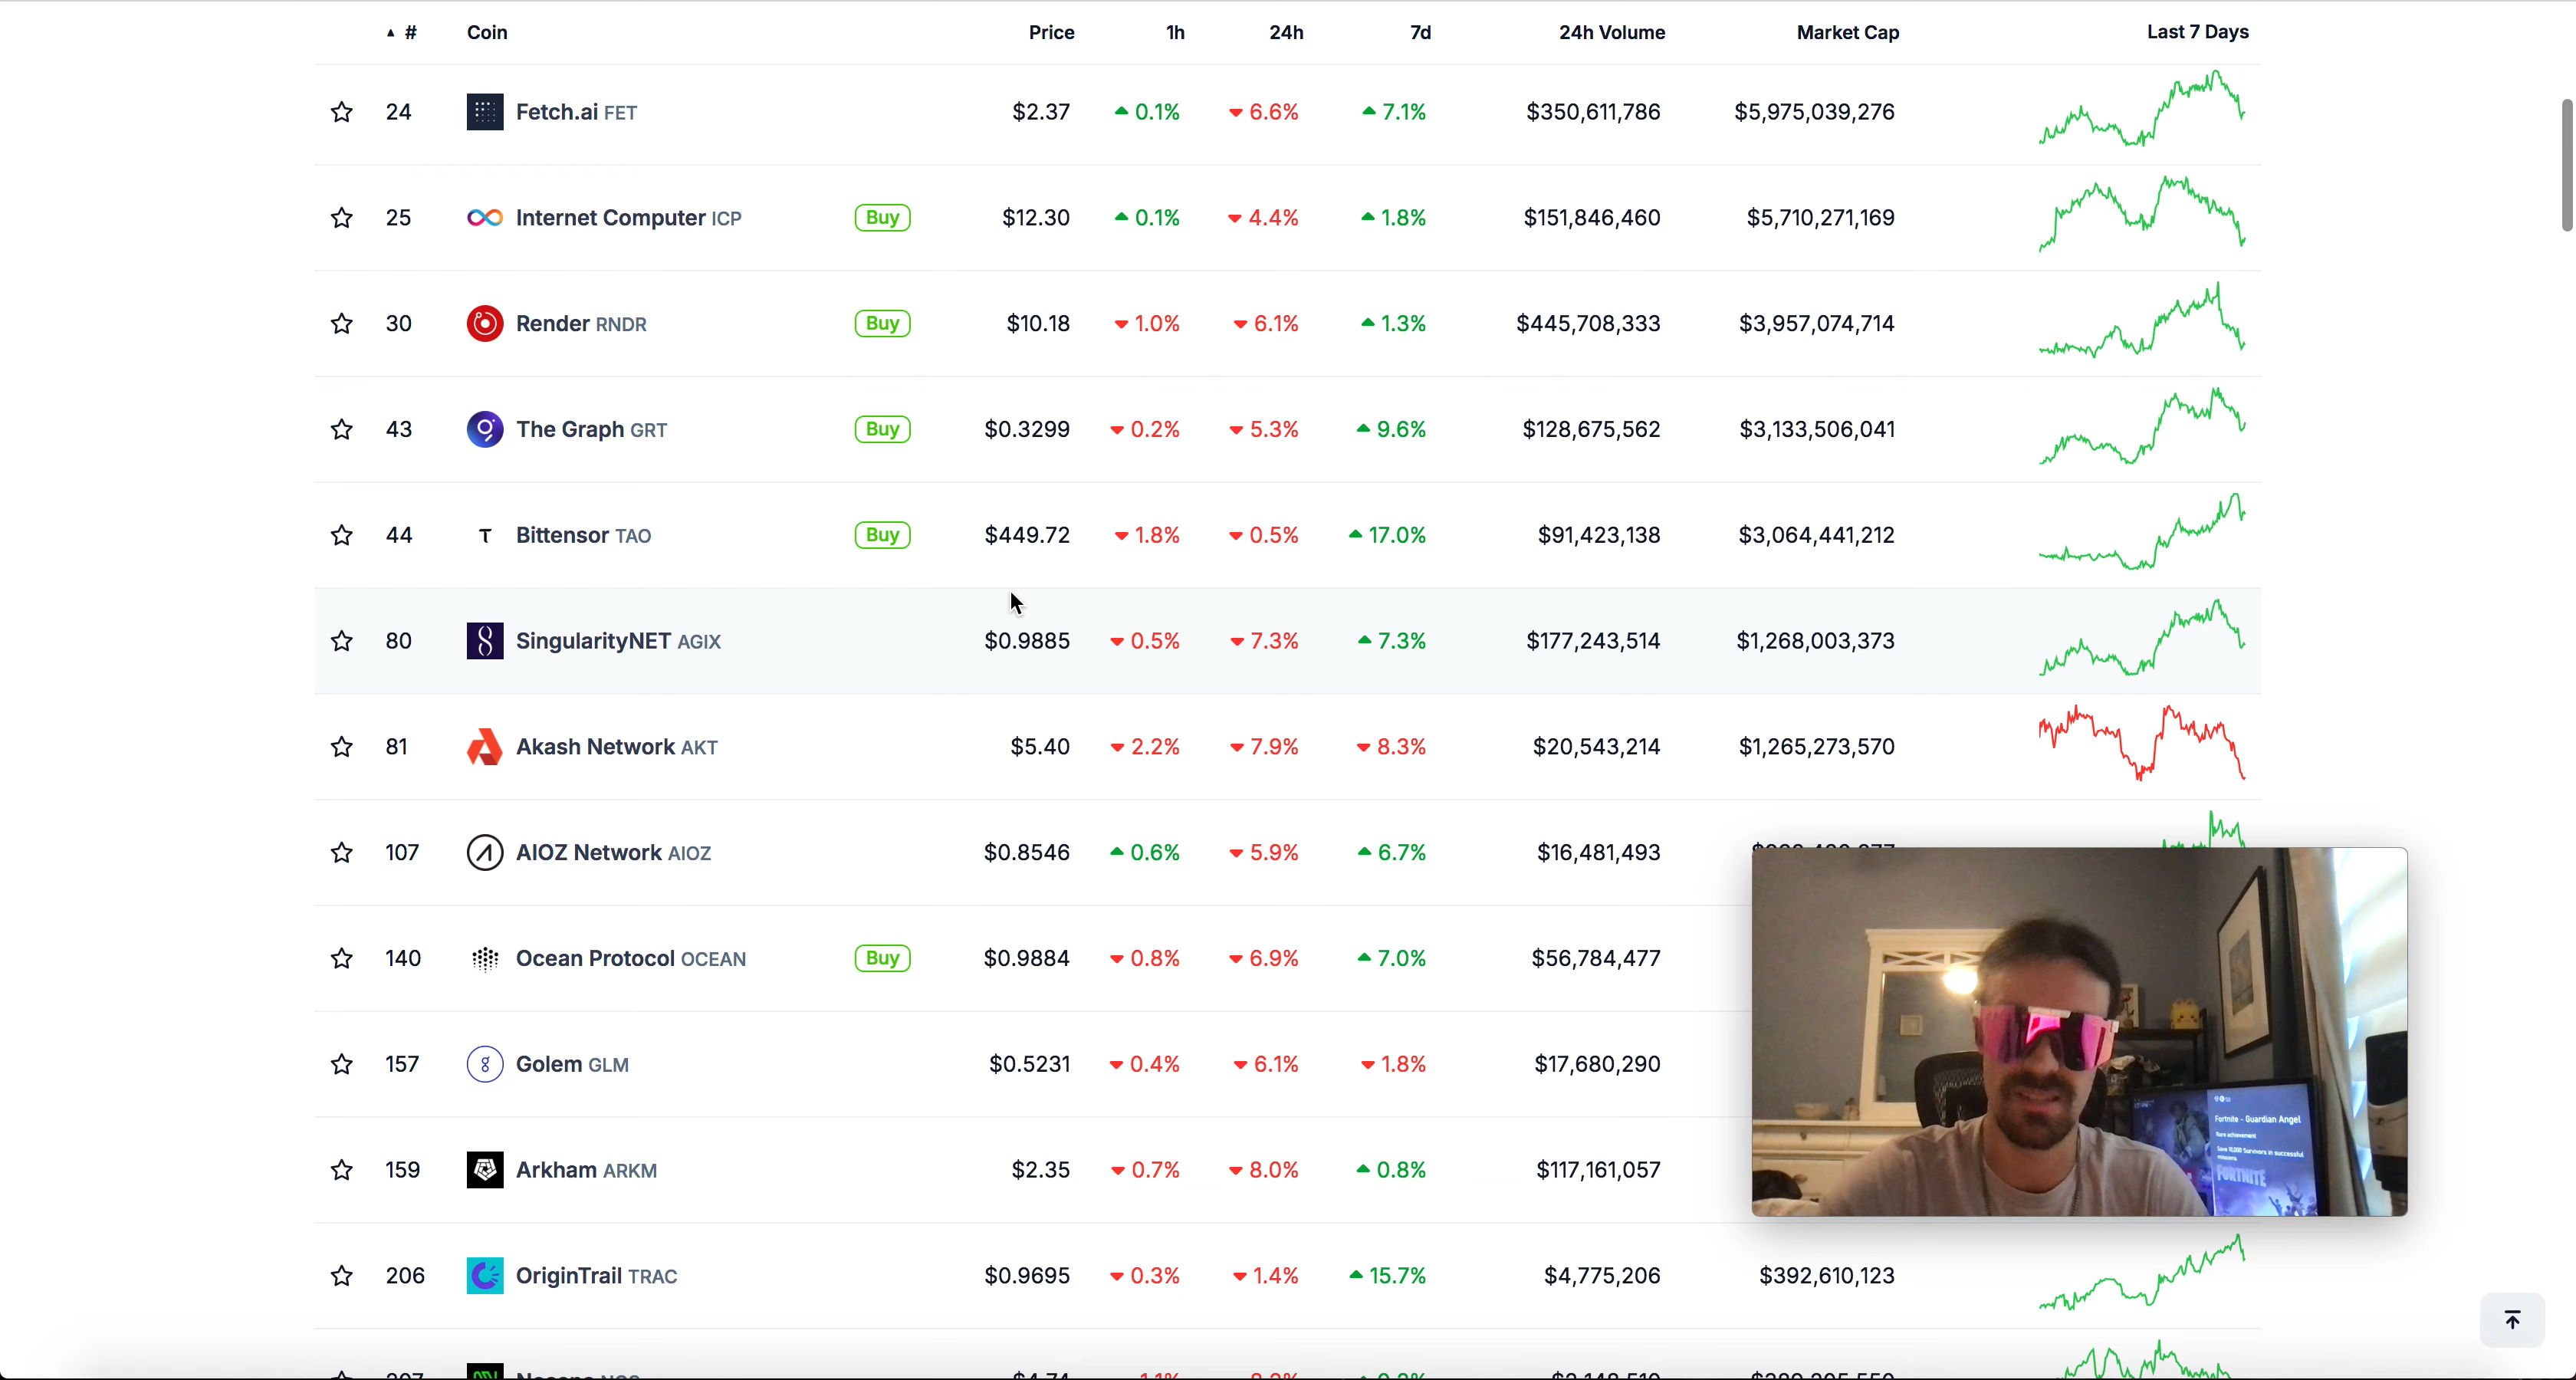 ▲ # Coin Price 1h 24h 7d 24h Volume Market Cap Last 7 Days
24 Fetch.ai FET $2.37 0.1% 6.6% 7.1% $350,611,786 $5,975,039,276
25 Internet Computer ICP Buy $12.30 0.1% 4.4% 1.8% $151,846,460 $5,710,271,169
30 Render RNDR Buy $10.18 1.0% 6.1% 1.3% $445,708,333 $3,957,074,714
43 The Graph GRT Buy $0.3299 0.2% 5.3% 9.6% $128,675,562 $3,133,506,041
44 τ Bittensor TAO Buy $449.72 1.8% 0.5% 17.0% $91,423,138 $3,064,441,212
80 SingularityNET AGIX $0.9885 0.5% 7.3% 7.3% $177,243,514 $1,268,003,373
81 Akash Network AKT $5.40 2.2% 7.9% 8.3% $20,543,214 $1,265,273,570
107 AIOZ Network AIOZ $0.8546 0.6% 5.9% 6.7% $16,481,493
140 Ocean Protocol OCEAN Buy $0.9884 0.8% 6.9% 7.0% $56,784,477
157 Golem GLM $0.5231 0.4% 6.1% 1.8% $17,680,290
159 Arkham ARKM $2.35 0.7% 8.0% 0.8% $117,161,057
Fortnite - Guardian Angel
Rare achievement
Save 10,000 Survivors in successful
missions
FORTNITE
206 OriginTrail TRAC $0.9695 0.3% 1.4% 15.7% $4,775,206 $392,610,123